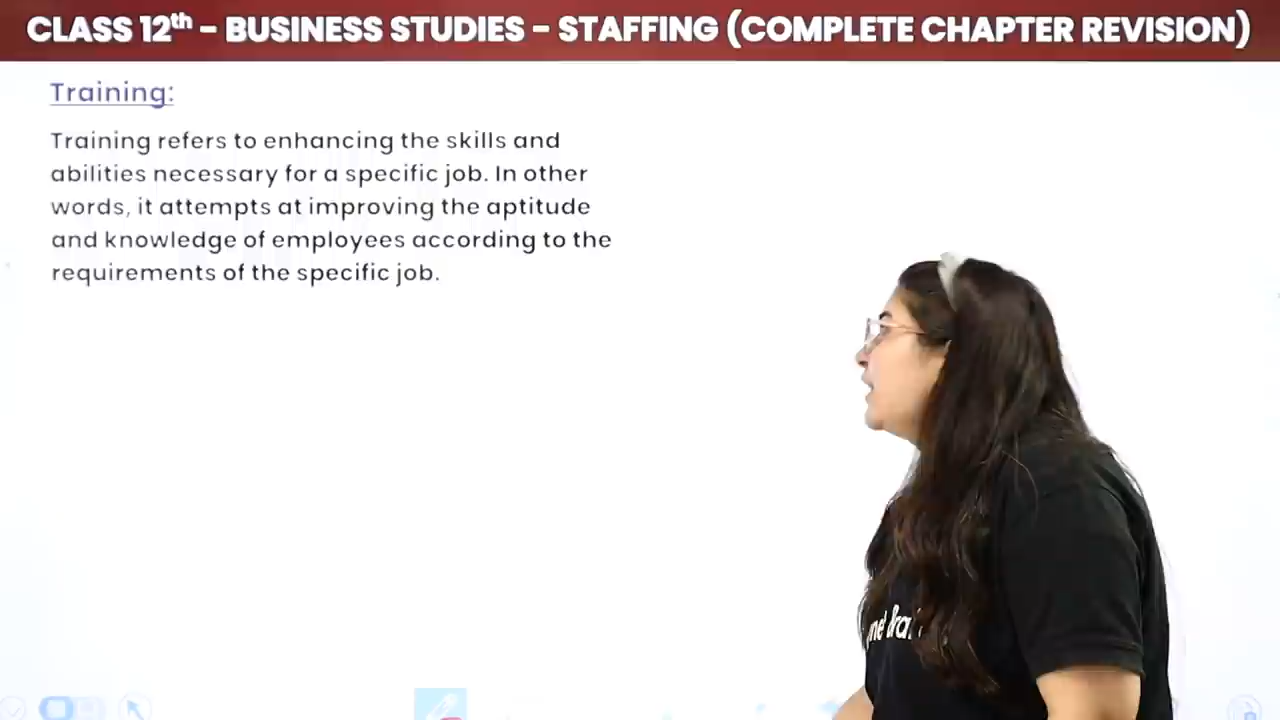 CLASS 12th - BUSINESS STUDIES - STAFFING (COMPLETE CHAPTER REVISION)
Training:
Training refers to enhancing the skills and
abilities necessary for a specific job. In other
words, it attempts at improving the aptitude
and knowledge of employees according to the
requirements of the specific job.